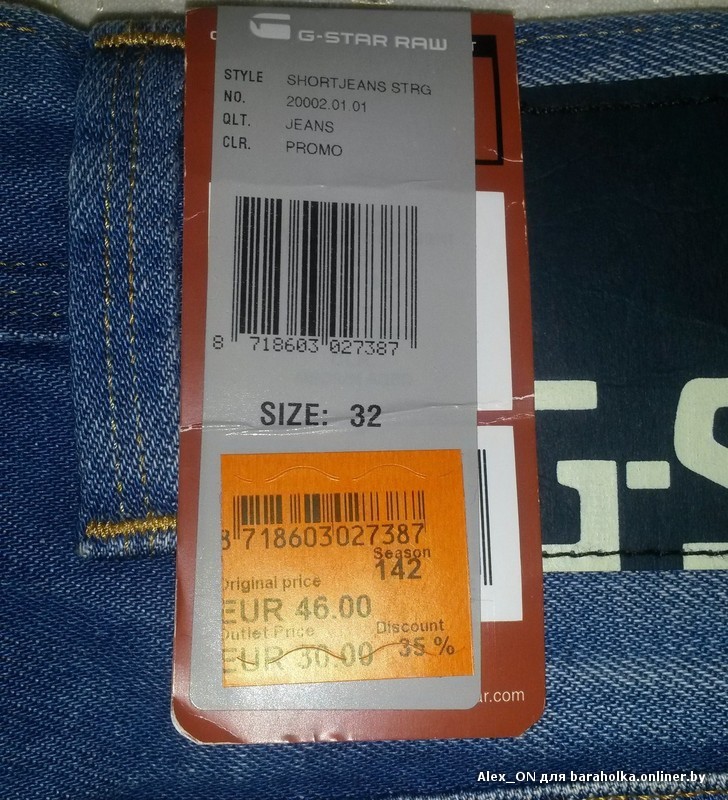 G-STAR RAW
STYLE SHORTJEANS STRG
NO. 20002.01.01
QLT. JEANS
CLR. PROMO
8 718603 027387
SIZE: 32
8 718603027387
Season
142
Original price
EUR 46.00
Outlet Price
EUR 30.00
Discount
35 %
G-S
r.com
Alex_ON для baraholka.onliner.by